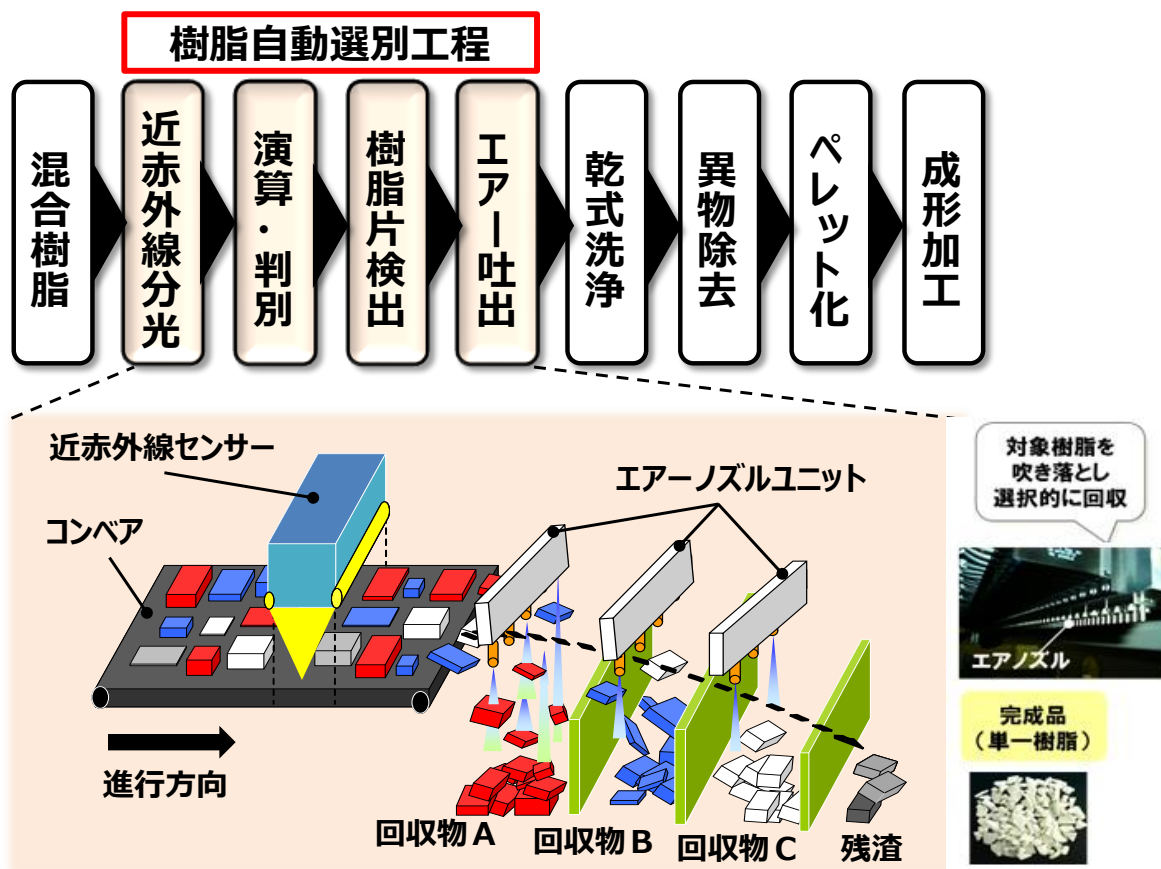 樹脂自動選別工程
混合樹脂
近赤外線分光
演算・判別
樹脂片検出
エアー吐出
乾式洗浄
異物除去
ペレット化
成形加工
近赤外線センサー
コンベア
エアーノズルユニット
進行方向
回収物A
回収物B
回収物C
残渣
対象樹脂を
吹き落とし
選択的に回収
エアノズル
完成品
(単一樹脂)